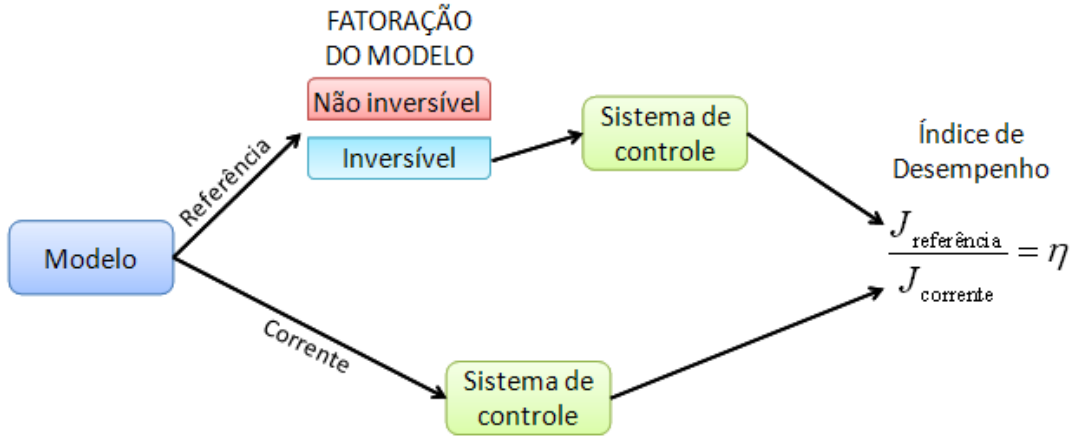 FATORAÇÃO
DO MODELO
Não inversível
Inversível
Sistema de
controle
Índice de
Desempenho
Referência
Modelo
J referência
J corrente
= η
Corrente
Sistema de
controle